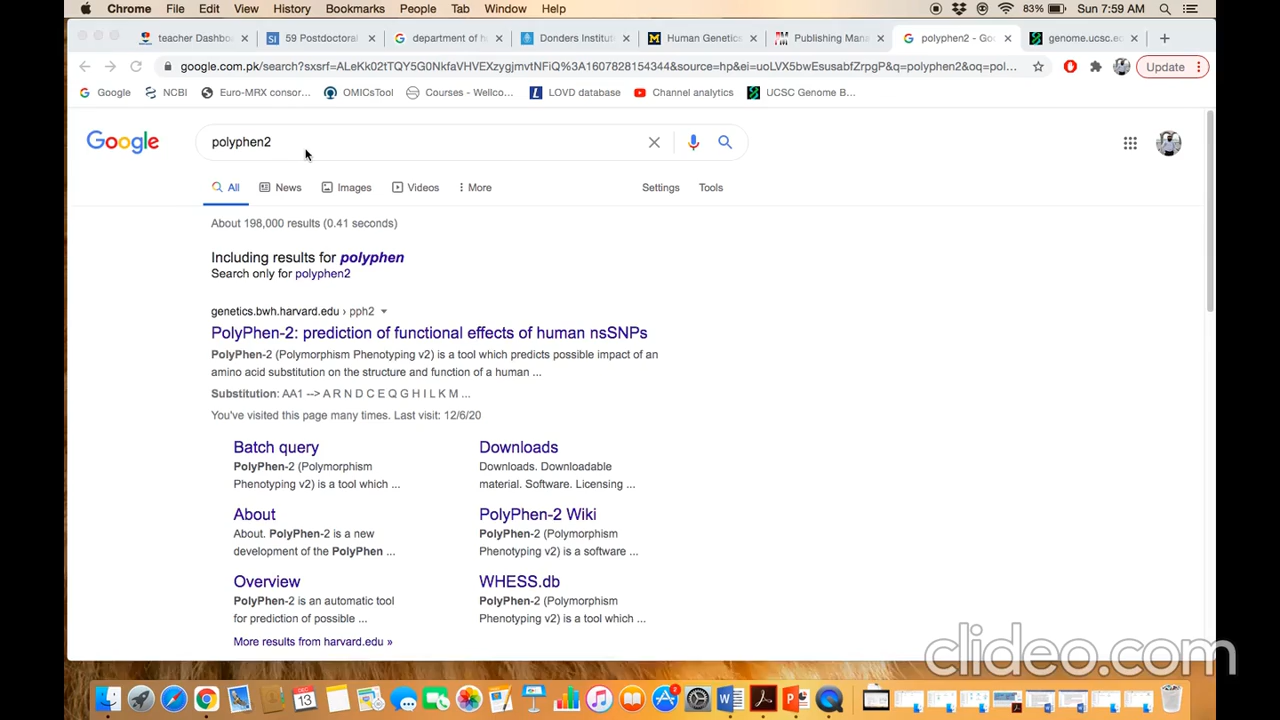 Chrome File Edit View History Bookmarks People Tab Window Help 83% Sun 7:59 AM
teacher Dashbo 59 Postdoctoral department of h Donders Institut Human Genetics Publishing Mana polyphen2 - Goo genome.ucsc.ed
google.com.pk/search?sxsrf=ALeKk02tTQY5G0NkfaVHVEXzygjmvtNFiQ%3A1607828154344&source=hp&ei=uoLVX5bwEsusabfZrpgP&q=polyphen2&oq=pol... Update
Google NCBI Euro-MRX consor... OMICsTool Courses - Wellco... LOVD database Channel analytics UCSC Genome B...
Google polyphen2
All News Images Videos More Settings Tools
About 198,000 results (0.41 seconds)
Including results for polyphen
Search only for polyphen2
genetics.bwh.harvard.edu › pph2
PolyPhen-2: prediction of functional effects of human nsSNPs
PolyPhen-2 (Polymorphism Phenotyping v2) is a tool which predicts possible impact of an
amino acid substitution on the structure and function of a human ...
Substitution: AA1 --> A R N D C E Q G H I L K M ...
You've visited this page many times. Last visit: 12/6/20
Batch query
PolyPhen-2 (Polymorphism
Phenotyping v2) is a tool which ...
Downloads
Downloads. Downloadable
material. Software. Licensing ...
About
About. PolyPhen-2 is a new
development of the PolyPhen ...
PolyPhen-2 Wiki
PolyPhen-2 (Polymorphism
Phenotyping v2) is a software ...
Overview
PolyPhen-2 is an automatic tool
for prediction of possible ...
WHESS.db
PolyPhen-2 (Polymorphism
Phenotyping v2) is a tool which ...
More results from harvard.edu »
clideo.com